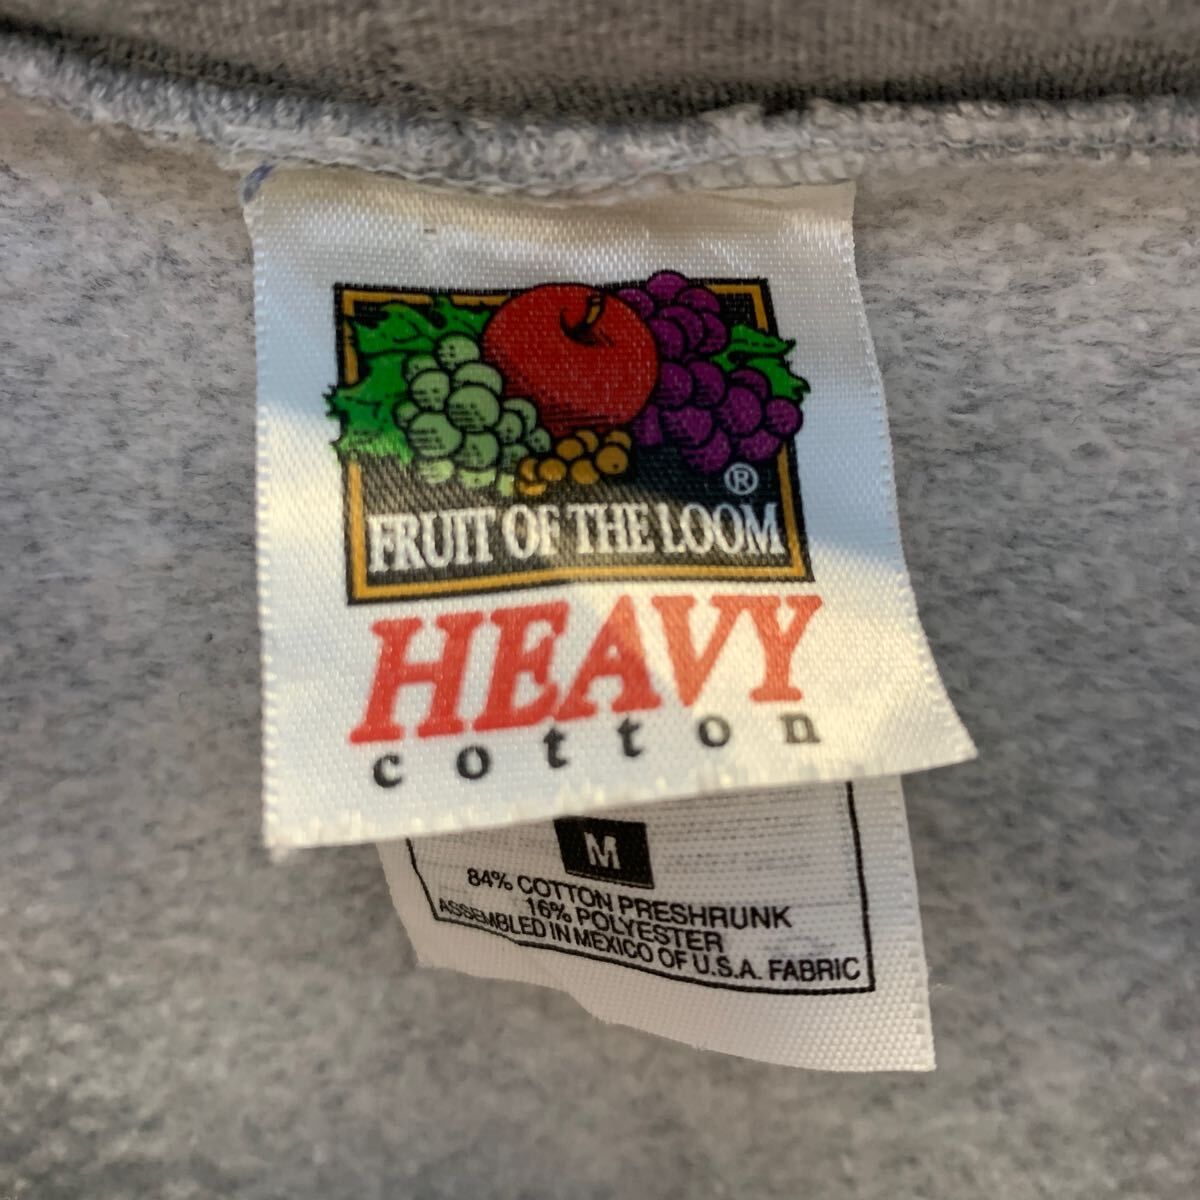 ®
FRUIT OF THE LOOM
HEAVY
cotton
M
84% COTTON PRESHRUNK
16% POLYESTER
ASSEMBLED IN MEXICO OF U.S.A. FABRIC